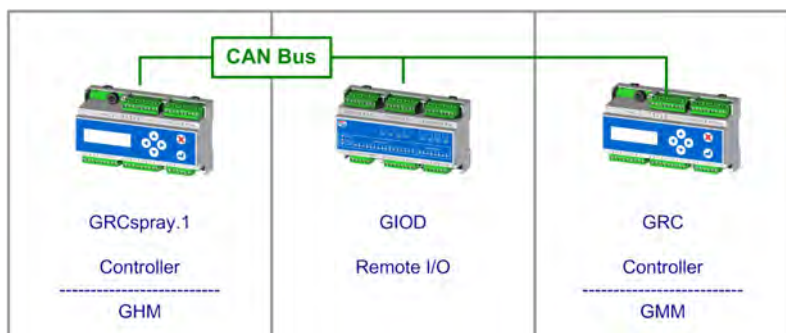 CAN Bus
GRCspray.1
GIOD
GRC
Controller
Remote I/O
Controller
GHM
GMM